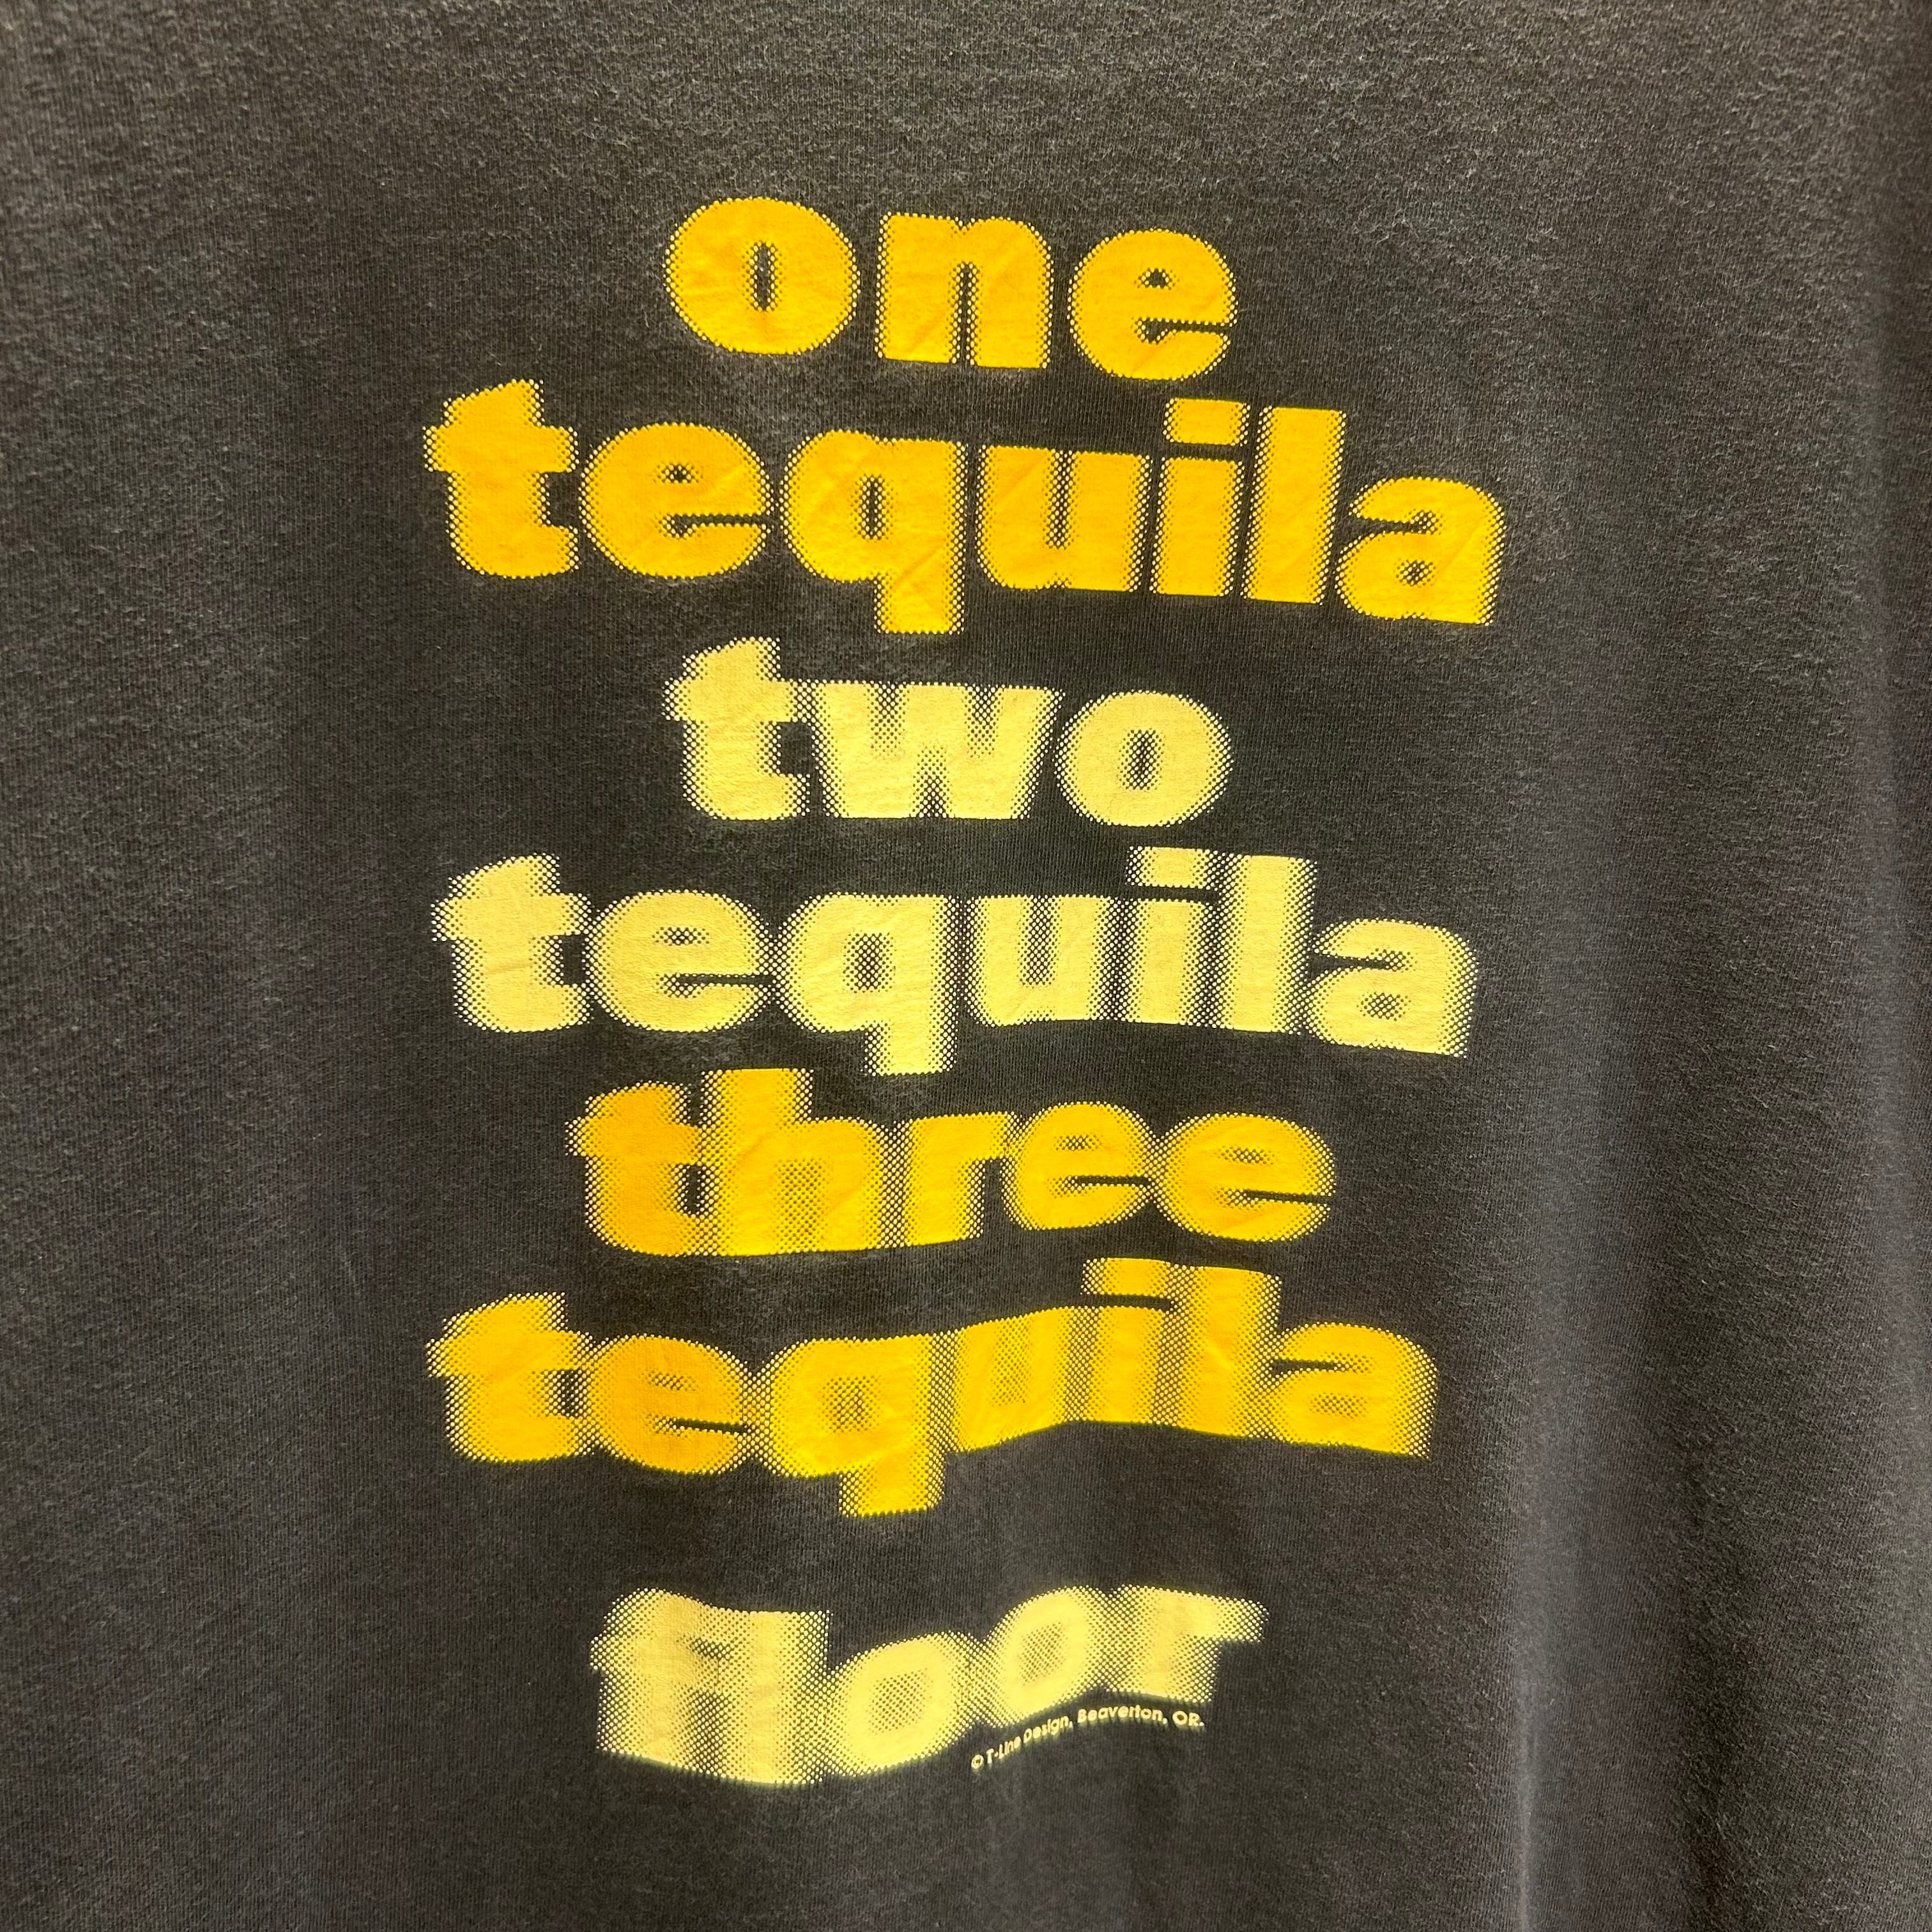 one
tequila
two
tequila
three
tequila
floor
© T-Line Design, Beaverton, OR.